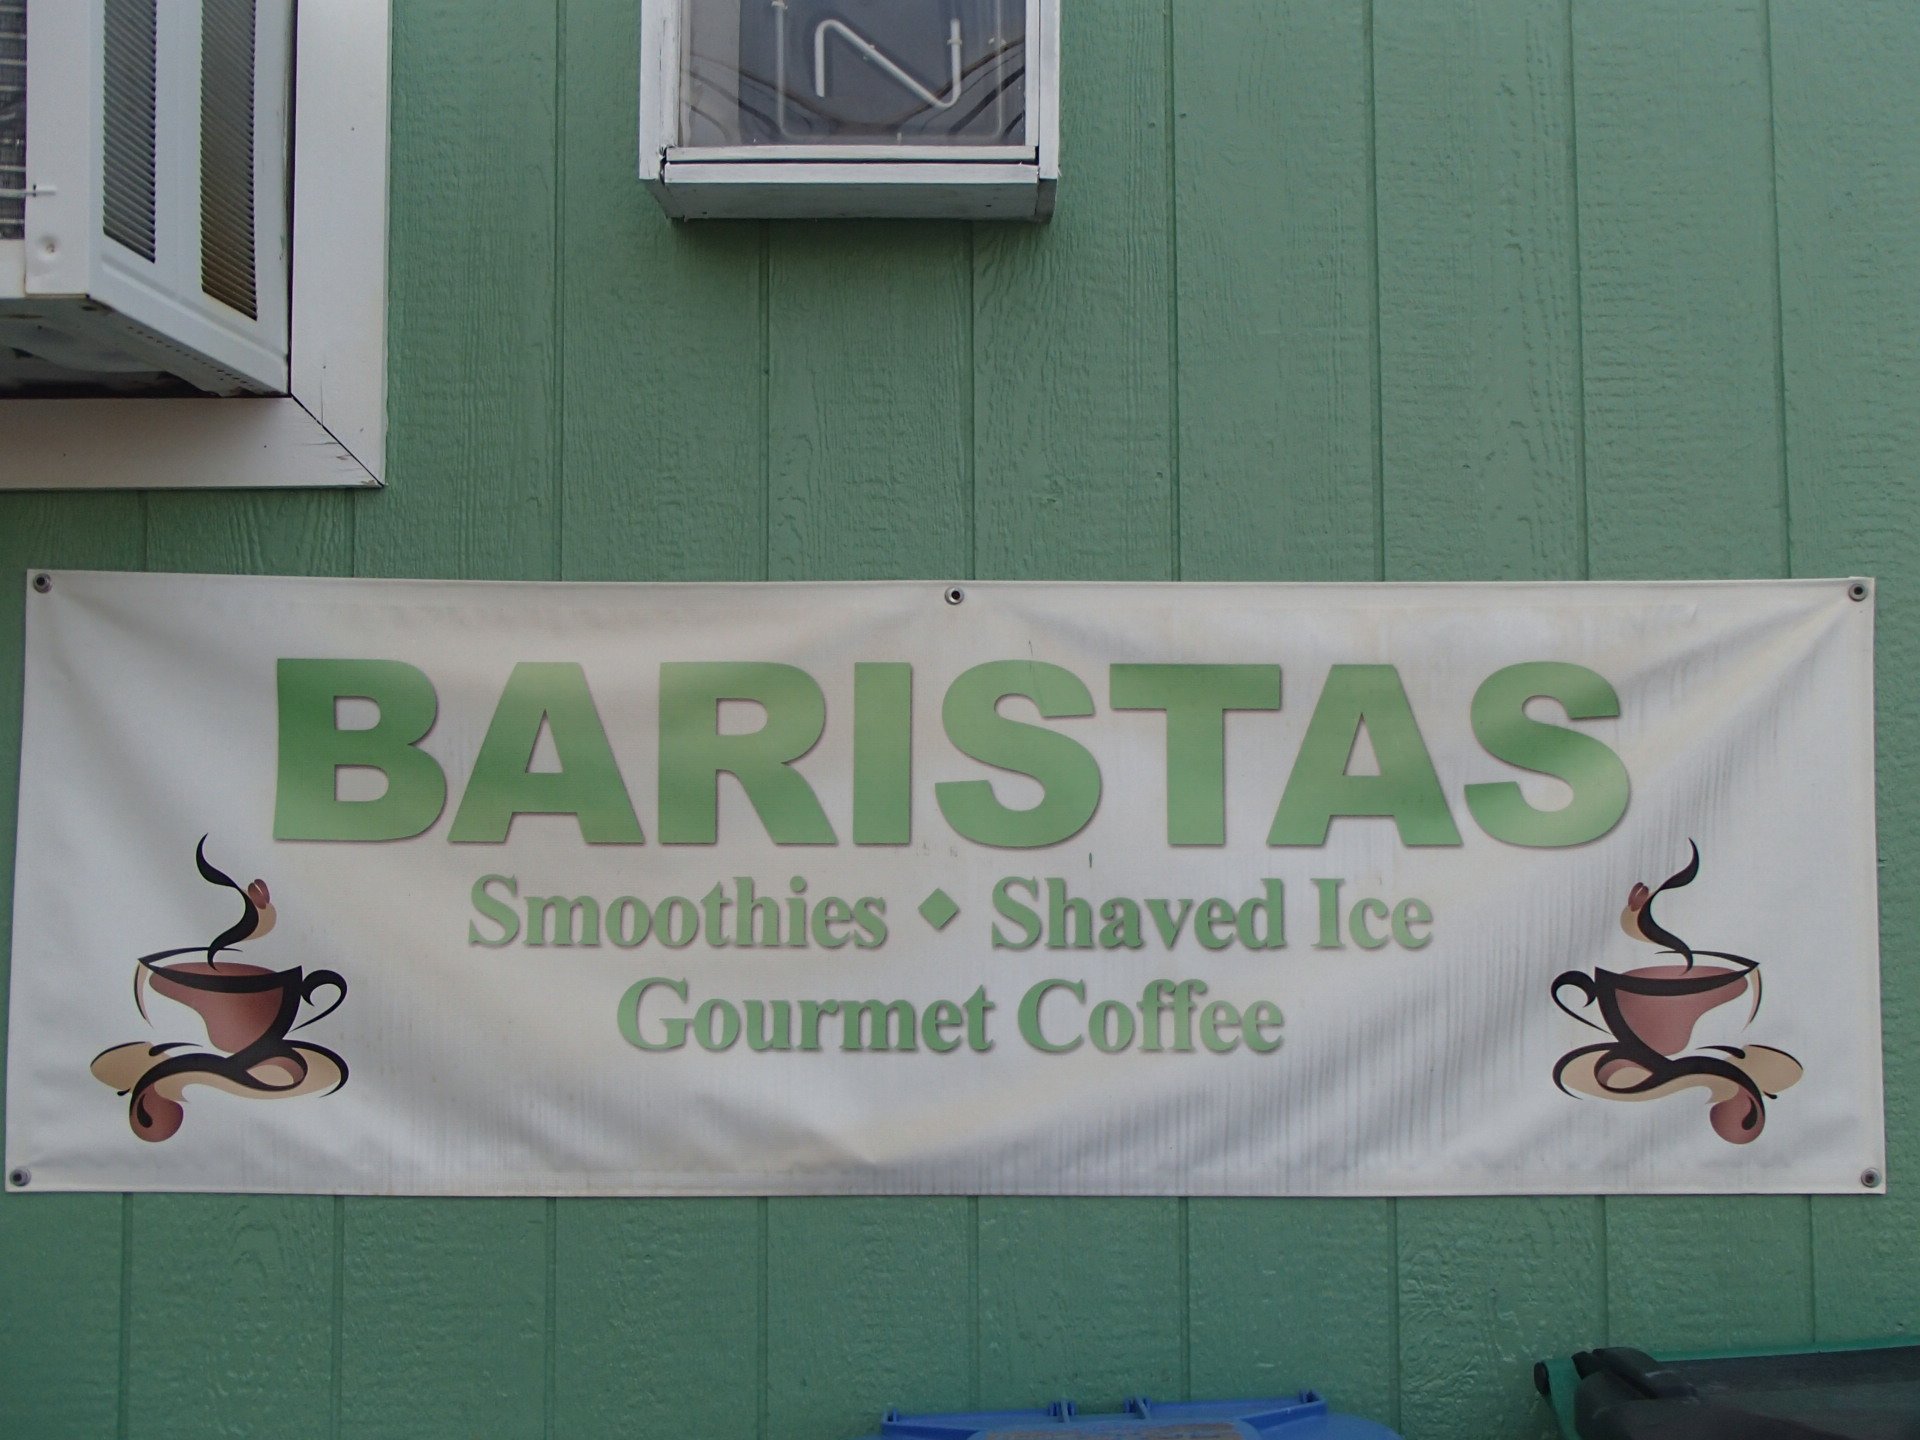 N
BARISTAS
Smoothies ◆ Shaved Ice
Gourmet Coffee